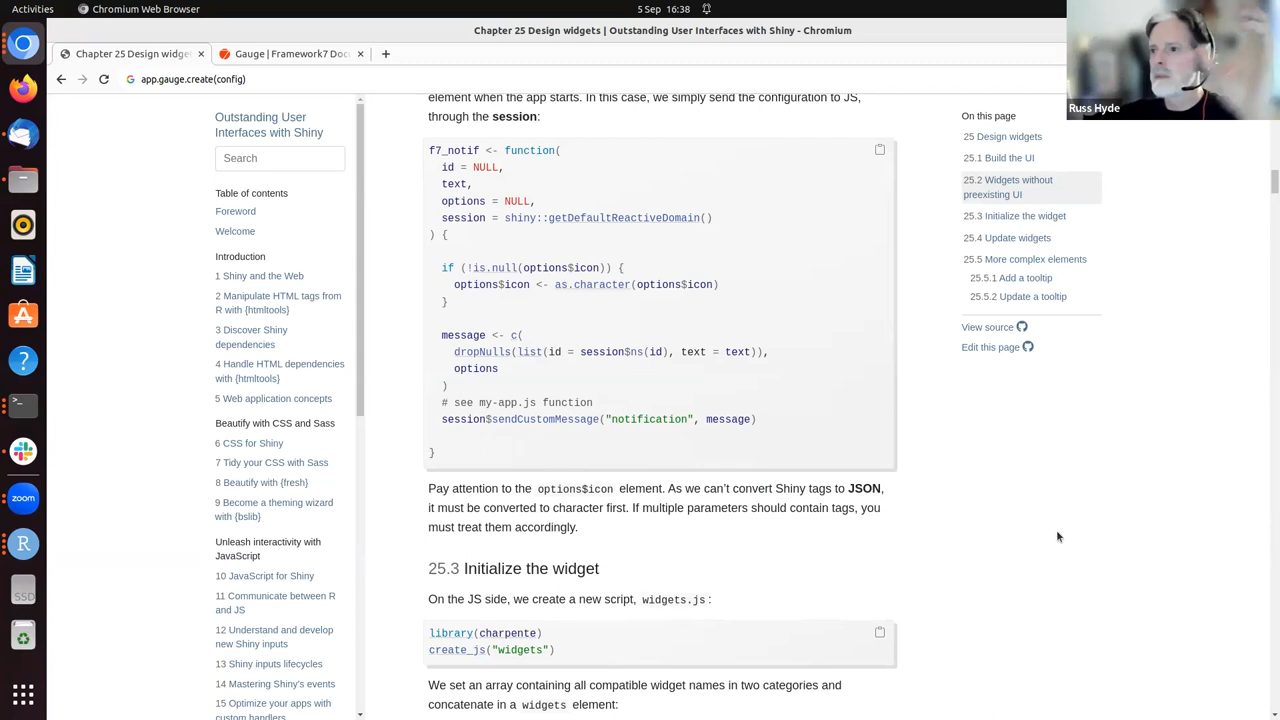 Activities
Chromium Web Browser
5 Sep 16:38
Chapter 25 Design widgets | Outstanding User Interfaces with Shiny - Chromium
Chapter 25 Design widge
Gauge | Framework7 Doc
app.gauge.create(config)
Russ Hyde
Outstanding User
Interfaces with Shiny
Search
Table of contents
Foreword
Welcome
Introduction
1 Shiny and the Web
2 Manipulate HTML tags from
R with {htmltools}
3 Discover Shiny
dependencies
4 Handle HTML dependencies
with {htmltools}
5 Web application concepts
Beautify with CSS and Sass
6 CSS for Shiny
7 Tidy your CSS with Sass
8 Beautify with {fresh}
9 Become a theming wizard
with {bslib}
Unleash interactivity with
JavaScript
10 JavaScript for Shiny
11 Communicate between R
and JS
12 Understand and develop
new Shiny inputs
13 Shiny inputs lifecycles
14 Mastering Shiny's events
15 Optimize your apps with
custom handlers
element when the app starts. In this case, we simply send the configuration to JS,
through the session:
f7_notif <- function(
id = NULL,
text,
options = NULL,
session = shiny::getDefaultReactiveDomain()
) {
if (!is.null(options$icon)) {
options$icon <- as.character(options$icon)
}
message <- c(
dropNulls(list(id = session$ns(id), text = text)),
options
)
# see my-app.js function
session$sendCustomMessage("notification", message)
}
Pay attention to the options$icon element. As we can't convert Shiny tags to JSON,
it must be converted to character first. If multiple parameters should contain tags, you
must treat them accordingly.
25.3 Initialize the widget
On the JS side, we create a new script, widgets.js :
library(charpente)
create_js("widgets")
We set an array containing all compatible widget names in two categories and
concatenate in a widgets element:
On this page
25 Design widgets
25.1 Build the UI
25.2 Widgets without
preexisting UI
25.3 Initialize the widget
25.4 Update widgets
25.5 More complex elements
25.5.1 Add a tooltip
25.5.2 Update a tooltip
View source
Edit this page
SSD
zoom
R